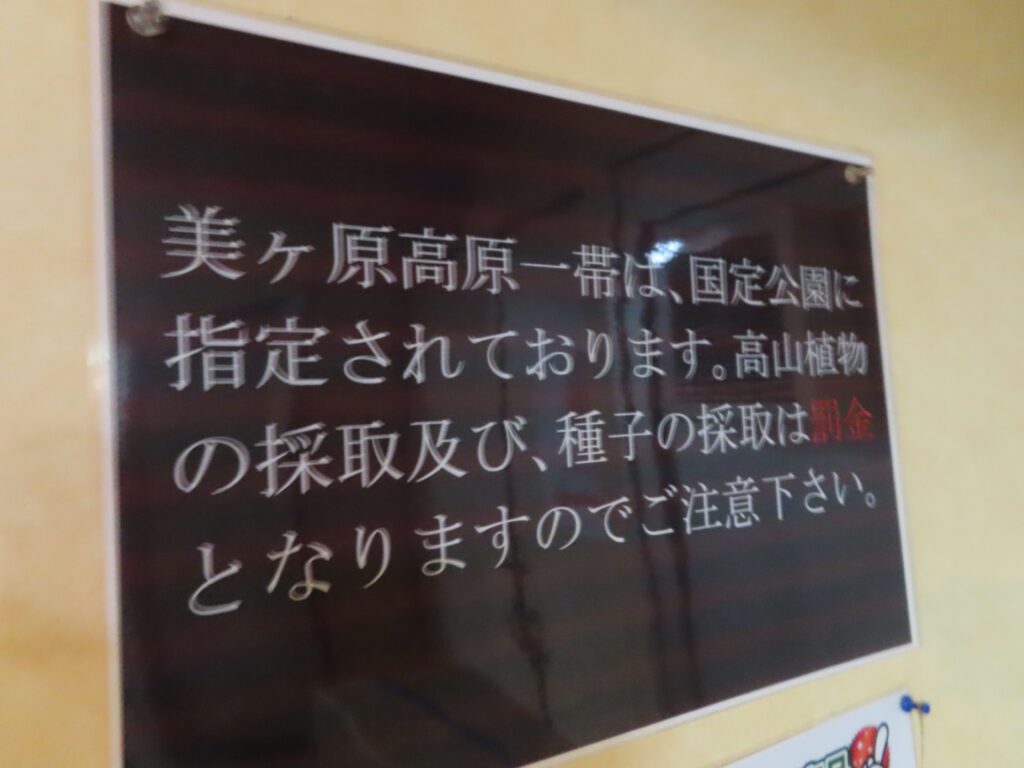 美ヶ原高原一帯は、国定公園に
指定されております。高山植物
の採取及び、種子の採取は罰金
となりますのでご注意下さい。